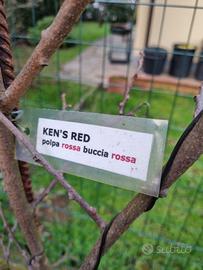 KEN'S RED
polpa rossa buccia rossa
subito